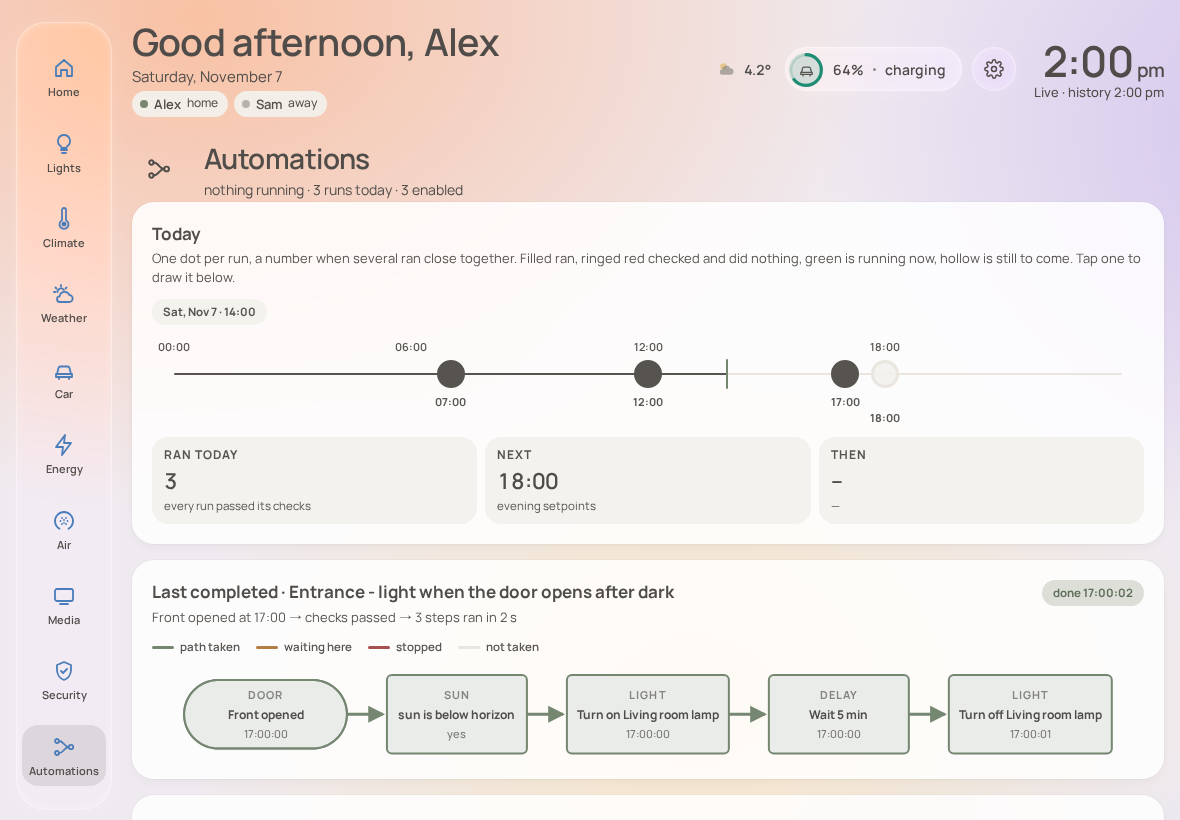 Good afternoon, Alex
Saturday, November 7
Alex home
Sam away
4.2°
64% · charging
2:00 pm
Live · history 2:00 pm
Home
Lights
Climate
Weather
Car
Energy
Air
Media
Security
Automations
Automations
nothing running · 3 runs today · 3 enabled
Today
One dot per run, a number when several ran close together. Filled ran, ringed red checked and did nothing, green is running now, hollow is still to come. Tap one to
draw it below.
Sat, Nov 7 · 14:00
00:00 06:00 12:00 18:00
07:00 12:00 17:00
18:00
RAN TODAY
3
every run passed its checks
NEXT
18:00
evening setpoints
THEN
–
—
Last completed · Entrance - light when the door opens after dark
done 17:00:02
Front opened at 17:00 → checks passed → 3 steps ran in 2 s
path taken waiting here stopped not taken
DOOR
Front opened
17:00:00
SUN
sun is below horizon
yes
LIGHT
Turn on Living room lamp
17:00:00
DELAY
Wait 5 min
17:00:00
LIGHT
Turn off Living room lamp
17:00:01